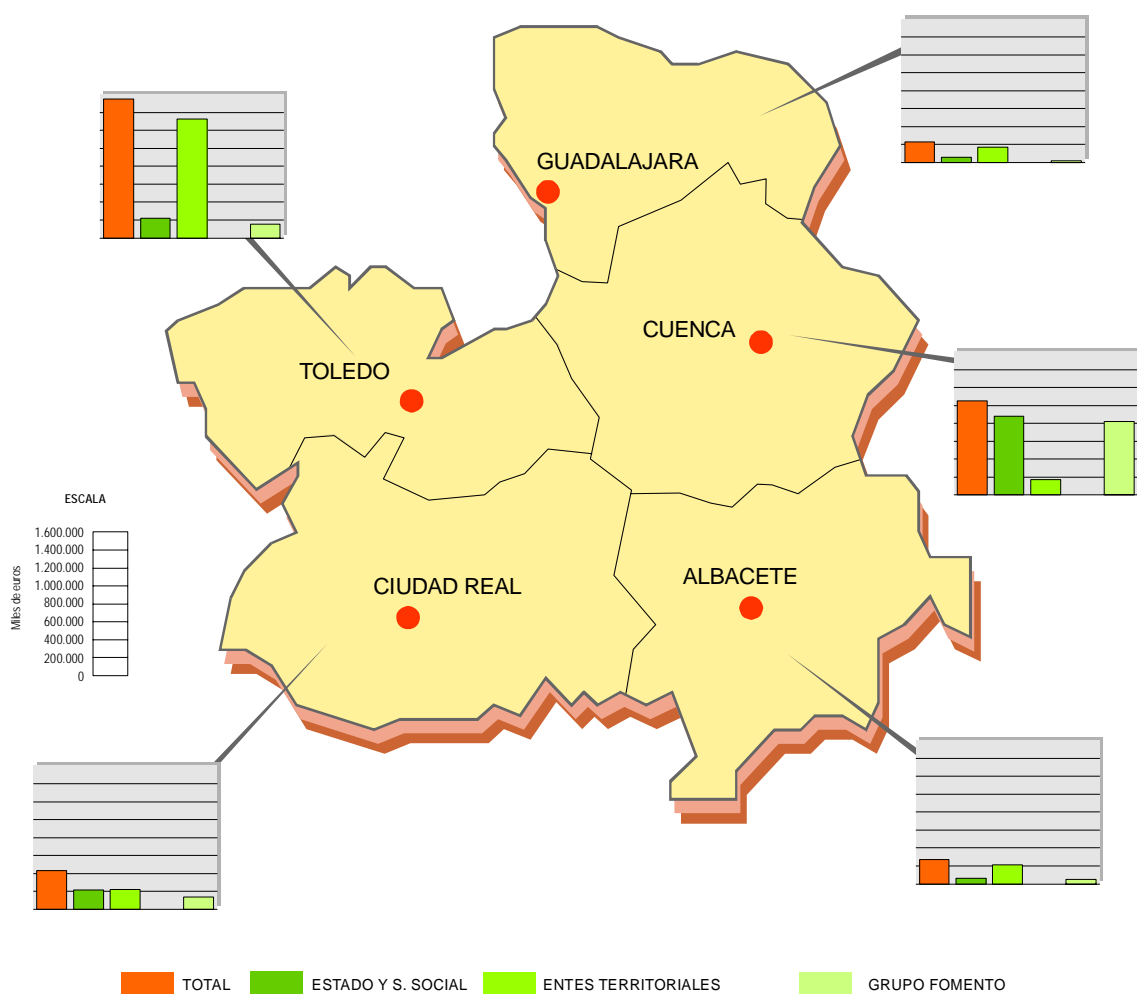 GUADALAJARA
CUENCA
TOLEDO
ESCALA
Miles de euros
1.600.000
1.400.000
1.200.000
1.000.000
800.000
600.000
400.000
200.000
0
CIUDAD REAL
ALBACETE
TOTAL
ESTADO Y S. SOCIAL
ENTES TERRITORIALES
GRUPO FOMENTO